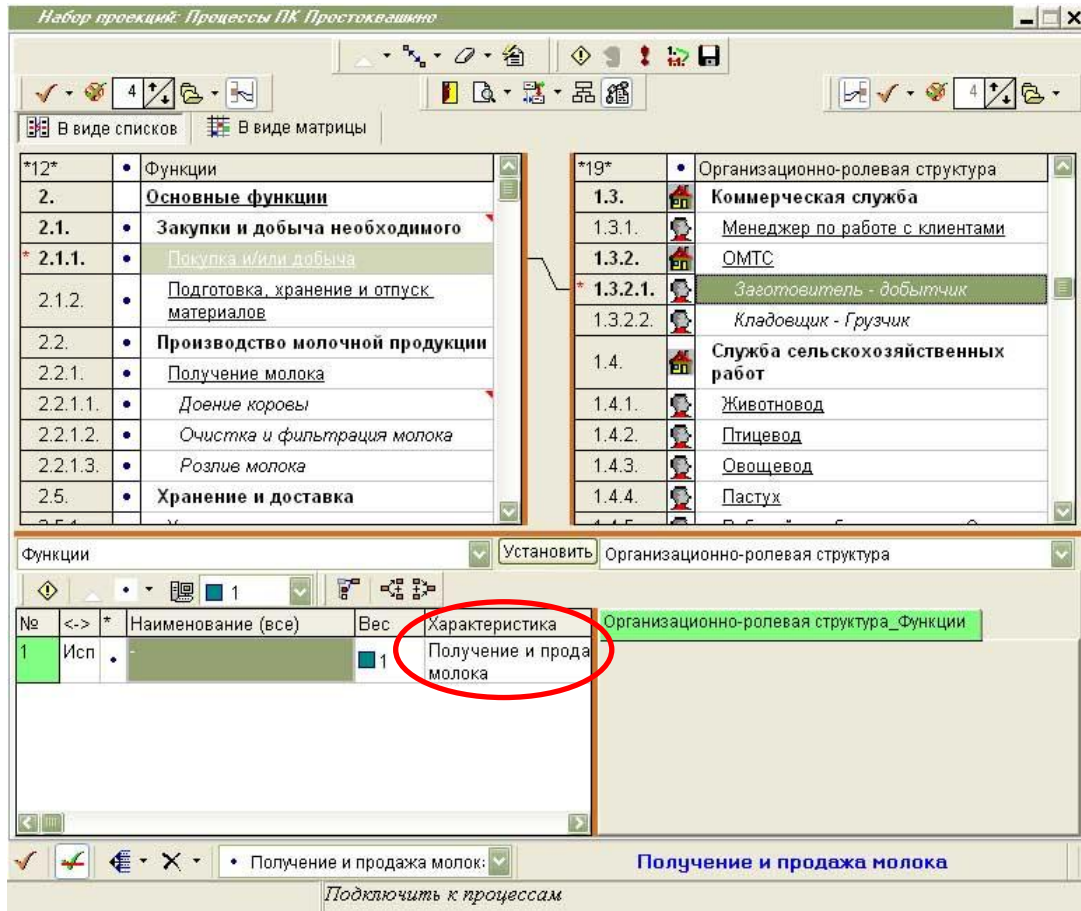 Набор проекций: Процессы ПК Простоквашино
4
4
В виде списков
В виде матрицы
*12* • Функции
2. Основные функции
2.1. • Закупки и добыча необходимого
* 2.1.1. • Покупка и/или добыча
2.1.2. • Подготовка, хранение и отпуск
материалов
2.2. • Производство молочной продукции
2.2.1. • Получение молока
2.2.1.1. • Доение коровы
2.2.1.2. • Очистка и фильтрация молока
2.2.1.3. • Розлив молока
2.5. • Хранение и доставка
*19* • Организационно-ролевая структура
1.3. Коммерческая служба
1.3.1. Менеджер по работе с клиентами
1.3.2. ОМТС
* 1.3.2.1. Заготовитель - добытчик
1.3.2.2. Кладовщик - Грузчик
1.4. Служба сельскохозяйственных
работ
1.4.1. Животновод
1.4.2. Птицевод
1.4.3. Овощевод
1.4.4. Пастух
Функции
Установить
Организационно-ролевая структура
1
№ <-> * Наименование (все) Вес Характеристика
1 Исп • - 1 Получение и прода
молока
Организационно-ролевая структура_Функции
• Получение и продажа молок
Получение и продажа молока
Подключить к процессам